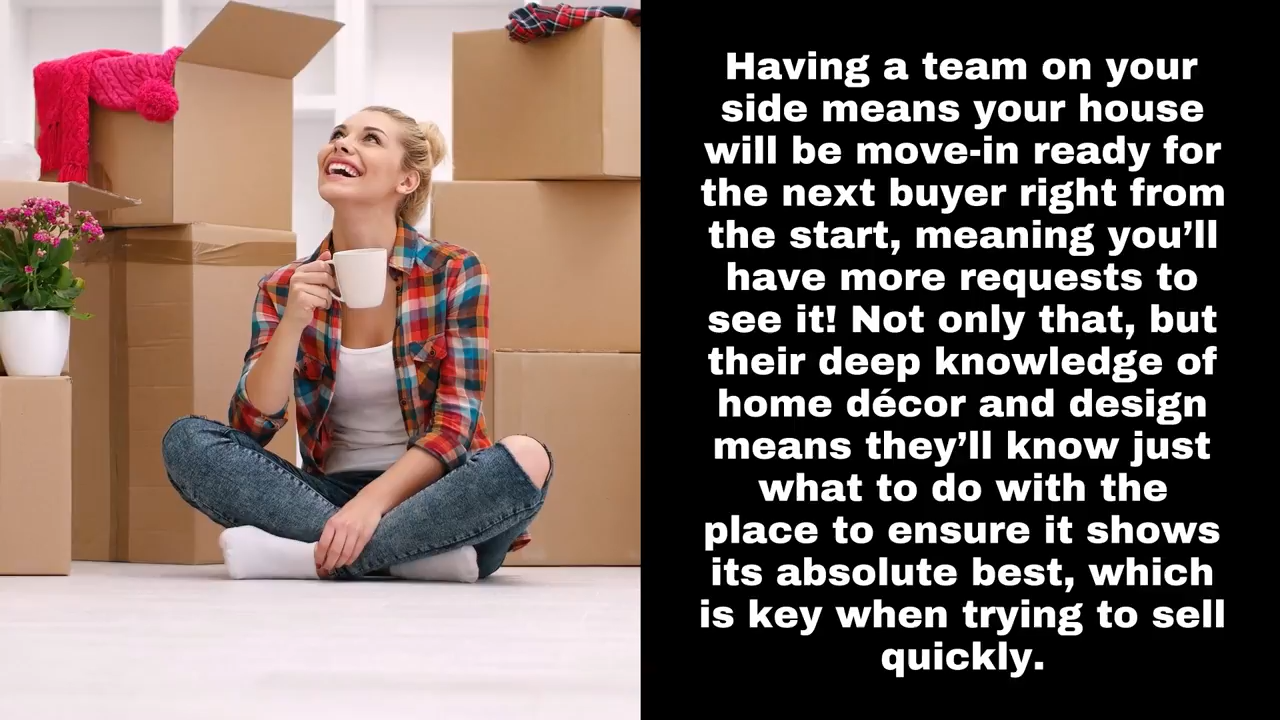 Having a team on your
side means your house
will be move-in ready for
the next buyer right from
the start, meaning you’ll
have more requests to
see it! Not only that, but
their deep knowledge of
home décor and design
means they’ll know just
what to do with the
place to ensure it shows
its absolute best, which
is key when trying to sell
quickly.